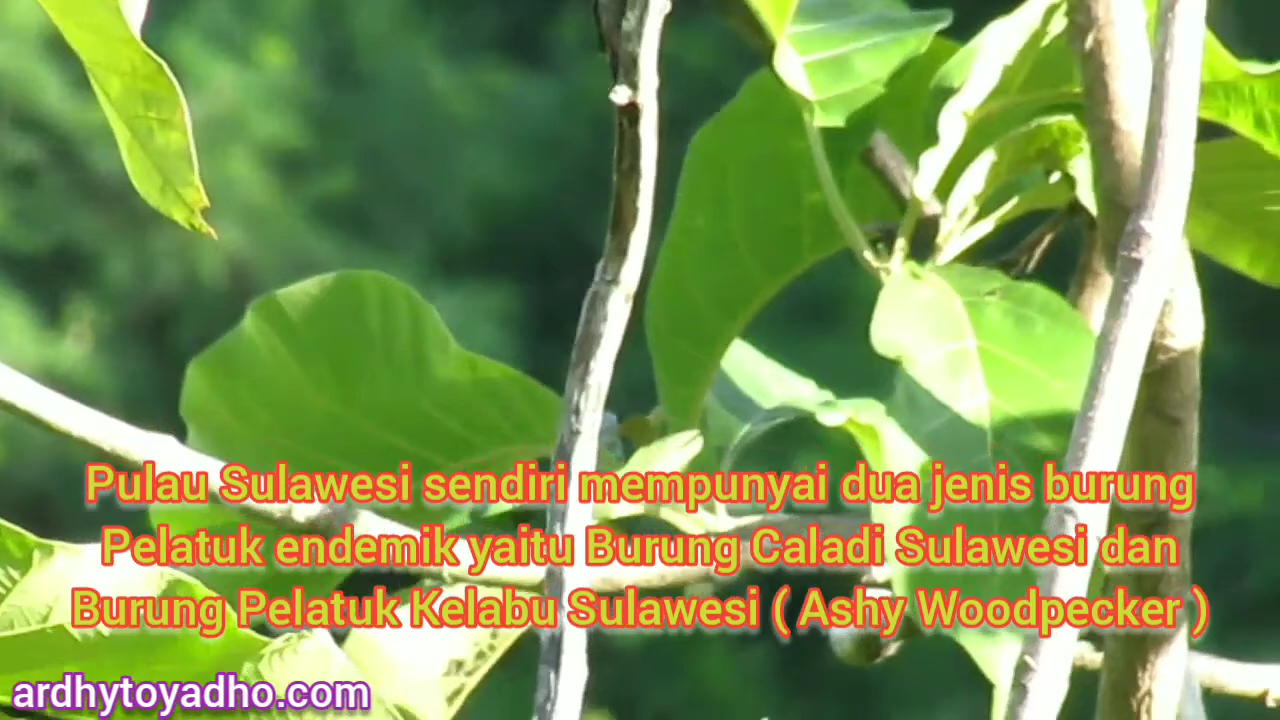 Pulau Sulawesi sendiri mempunyai dua jenis burung
Pelatuk endemik yaitu Burung Caladi Sulawesi dan
Burung Pelatuk Kelabu Sulawesi ( Ashy Woodpecker )
ardhytoyadho.com